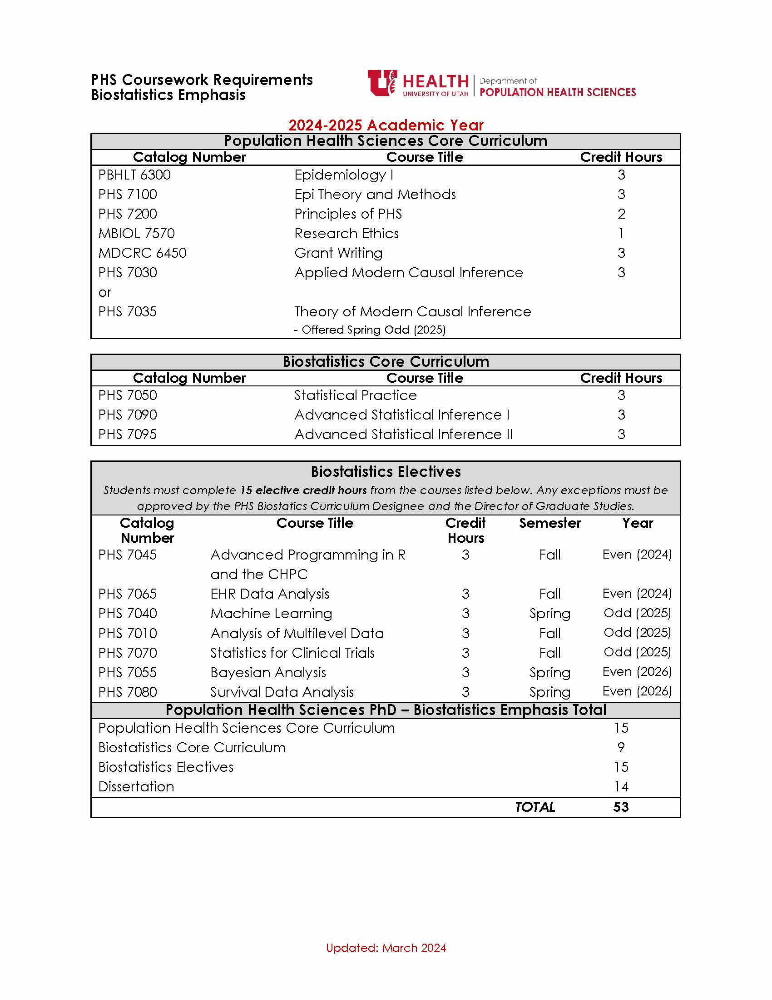 PHS Coursework Requirements
Biostatistics Emphasis
HEALTH
UNIVERSITY OF UTAH
Department of
POPULATION HEALTH SCIENCES
2024-2025 Academic Year
Population Health Sciences Core Curriculum
Catalog Number Course Title Credit Hours
PBHLT 6300 Epidemiology I 3
PHS 7100 Epi Theory and Methods 3
PHS 7200 Principles of PHS 2
MBIOL 7570 Research Ethics 1
MDCRC 6450 Grant Writing 3
PHS 7030 Applied Modern Causal Inference 3
or
PHS 7035 Theory of Modern Causal Inference
- Offered Spring Odd (2025)
Biostatistics Core Curriculum
Catalog Number Course Title Credit Hours
PHS 7050 Statistical Practice 3
PHS 7090 Advanced Statistical Inference I 3
PHS 7095 Advanced Statistical Inference II 3
Biostatistics Electives
Students must complete 15 elective credit hours from the courses listed below. Any exceptions must be
approved by the PHS Biostatics Curriculum Designee and the Director of Graduate Studies.
Catalog Course Title Credit Semester Year
Number Hours
PHS 7045 Advanced Programming in R 3 Fall Even (2024)
and the CHPC
PHS 7065 EHR Data Analysis 3 Fall Even (2024)
PHS 7040 Machine Learning 3 Spring Odd (2025)
PHS 7010 Analysis of Multilevel Data 3 Fall Odd (2025)
PHS 7070 Statistics for Clinical Trials 3 Fall Odd (2025)
PHS 7055 Bayesian Analysis 3 Spring Even (2026)
PHS 7080 Survival Data Analysis 3 Spring Even (2026)
Population Health Sciences PhD – Biostatistics Emphasis Total
Population Health Sciences Core Curriculum 15
Biostatistics Core Curriculum 9
Biostatistics Electives 15
Dissertation 14
TOTAL 53
Updated: March 2024